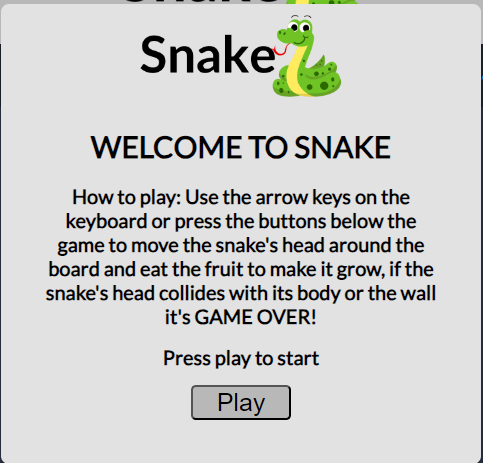 Snake
WELCOME TO SNAKE
How to play: Use the arrow keys on the
keyboard or press the buttons below the
game to move the snake's head around the
board and eat the fruit to make it grow, if the
snake's head collides with its body or the wall
it's GAME OVER!
Press play to start
Play